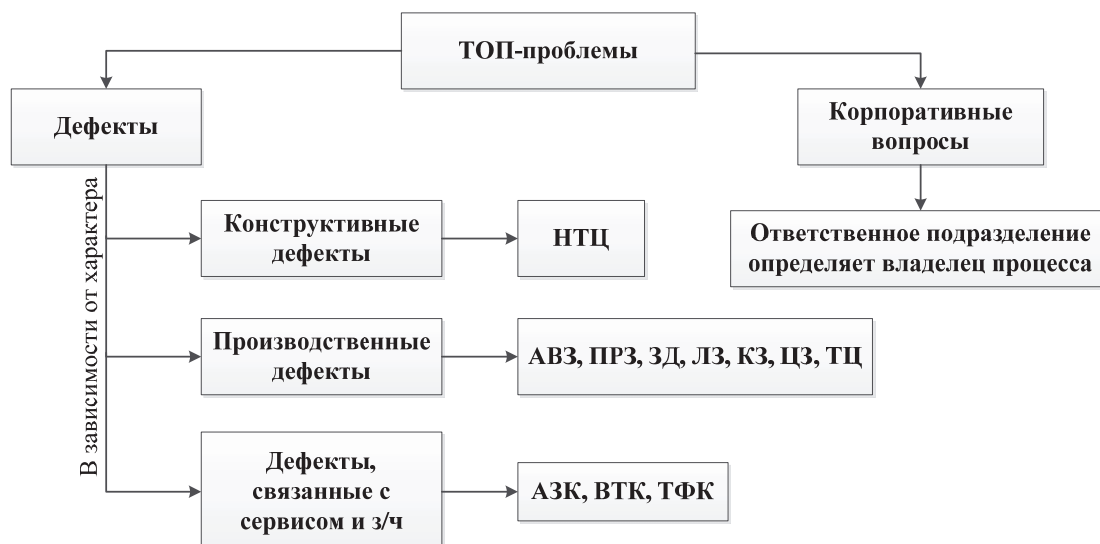 ТОП-проблемы
Дефекты
Корпоративные
вопросы
В зависимости от характера
Конструктивные
дефекты
НТЦ
Ответственное подразделение
определяет владелец процесса
Производственные
дефекты
АВЗ, ПРЗ, ЗД, ЛЗ, КЗ, ЦЗ, ТЦ
Дефекты,
связанные с
сервисом и з/ч
АЗК, ВТК, ТФК